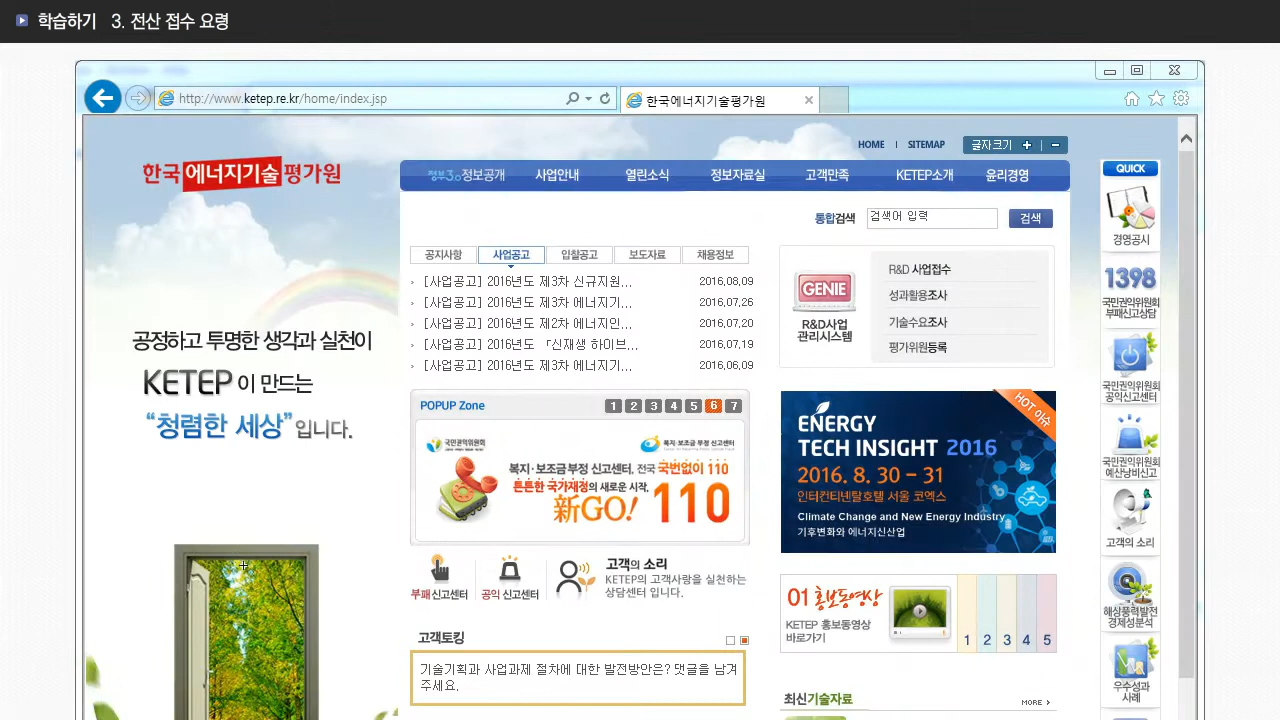 학습하기 3. 전산 접수 요령
http://www.ketep.re.kr/home/index.jsp
한국에너지기술평가원
HOME | SITEMAP 글자크기 + | -
한국에너지기술평가원
정부3.0정보공개 사업안내 열린소식 정보자료실 고객만족 KETEP소개 윤리경영
통합검색 검색어 입력 검색
공지사항 사업공고 입찰공고 보도자료 채용정보
[사업공고] 2016년도 제3차 신규지원... 2016,08,09
[사업공고] 2016년도 제3차 에너지기... 2016,07,26
[사업공고] 2016년도 제2차 에너지인... 2016,07,20
[사업공고] 2016년도 「신재생 하이브... 2016,07,19
[사업공고] 2016년도 제3차 에너지기... 2016,06,09
GENIE
R&D사업
관리시스템
R&D 사업접수
성과활용조사
기술수요조사
평가위원등록
공정하고 투명한 생각과 실천이
KETEP 이 만드는
“청렴한 세상”입니다.
POPUP Zone 1 2 3 4 5 6 7
국민권익위원회 복지·보조금 부정 신고센터
복지·보조금 부정 신고센터, 전국 국번없이 110
튼튼한 국가재정의 새로운 시작,
新GO! 110
HOT 이슈
ENERGY
TECH INSIGHT 2016
2016. 8. 30 - 31
인터컨티넨탈호텔 서울 코엑스
Climate Change and New Energy Industry
기후변화와 에너지신산업
부패신고센터
공익 신고센터
고객의 소리
KETEP의 고객사랑을 실천하는
상담센터 입니다.
01 홍보동영상
KETEP 홍보동영상
바로가기
1 2 3 4 5
고객토킹
기술기획과 사업과제 절차에 대한 발전방안은? 댓글을 남겨
주세요.
최신기술자료 MORE
QUICK
경영공시
1398
국민권익위원회
부패신고상담
국민권익위원회
공익신고센터
국민권익위원회
예산낭비신고
고객의 소리
해상풍력발전
경제성분석
우수성과
사례